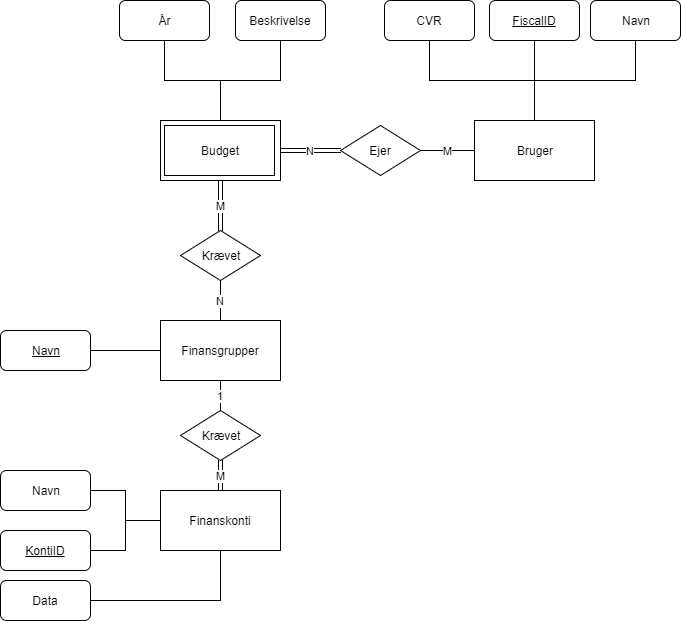 År
Beskrivelse
CVR
FiscalID
Navn
Budget
N
Ejer
M
Bruger
M
Krævet
N
Navn
Finansgrupper
1
Krævet
M
Navn
Finanskonti
KontiID
Data